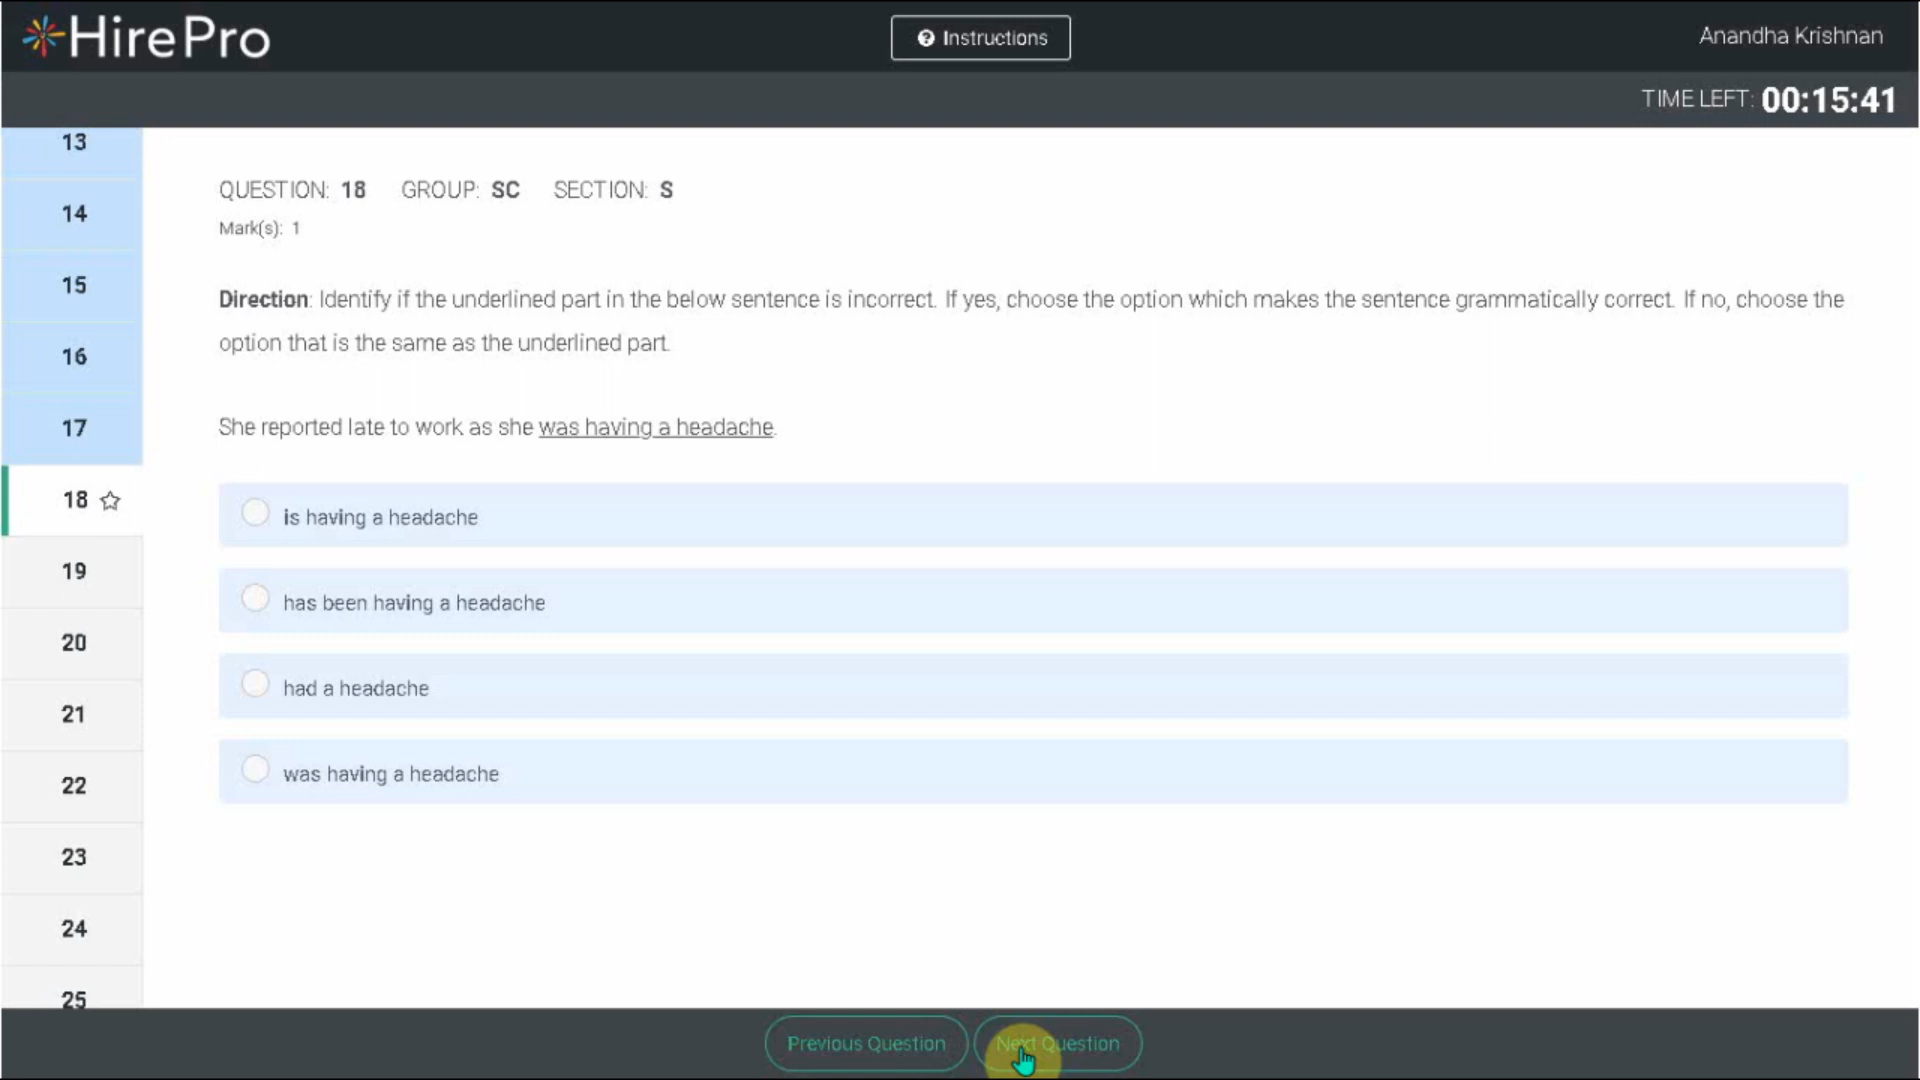 HirePro
Instructions
Anandha Krishnan
TIME LEFT: 00:15:41
13
14
15
16
17
18
19
20
21
22
23
24
25
QUESTION: 18 GROUP: SC SECTION: S
Mark(s): 1
Direction: Identify if the underlined part in the below sentence is incorrect. If yes, choose the option which makes the sentence grammatically correct. If no, choose the
option that is the same as the underlined part.
She reported late to work as she was having a headache.
is having a headache
has been having a headache
had a headache
was having a headache
Previous Question
Next Question